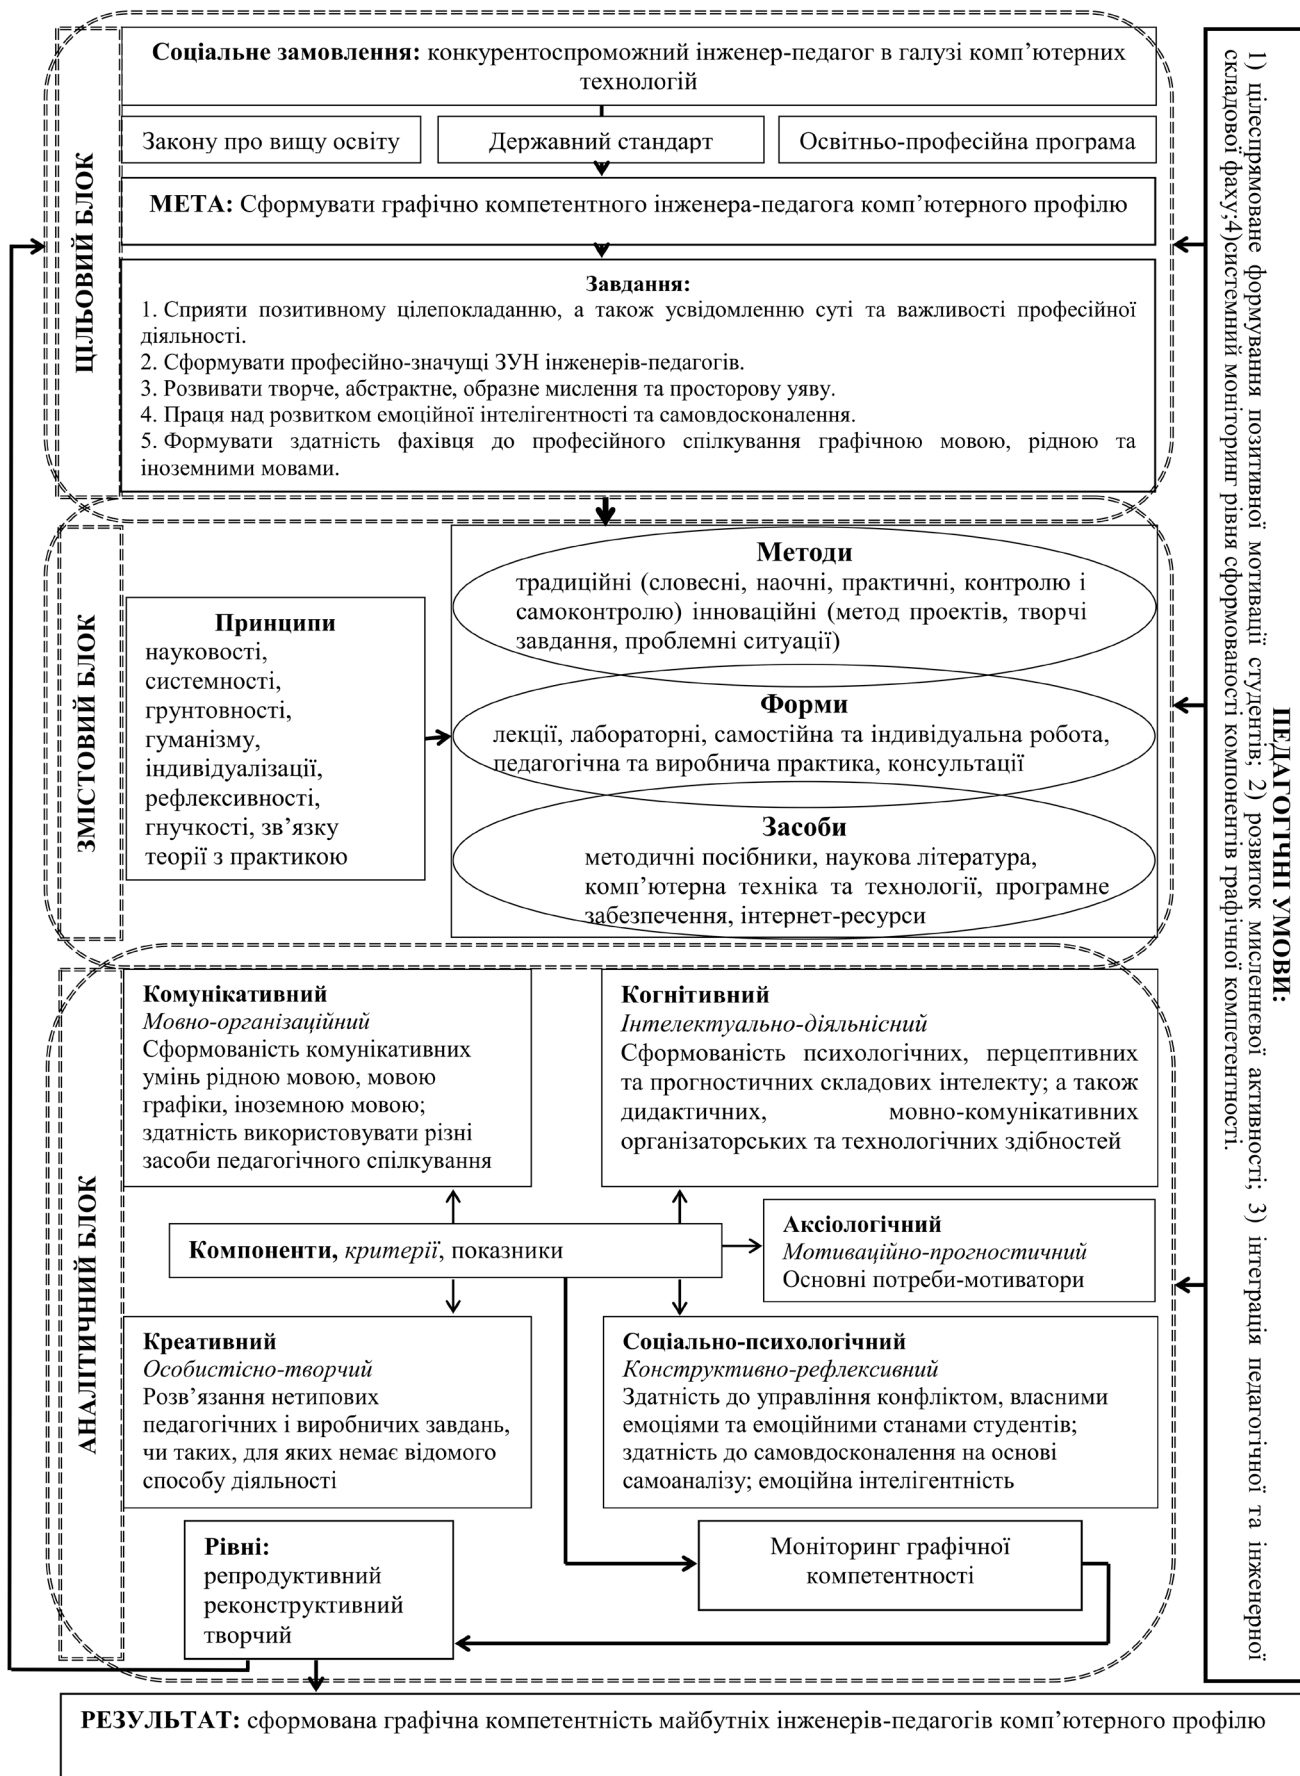 Соціальне замовлення: конкурентоспроможний інженер-педагог в галузі комп’ютерних
технологій
Закону про вищу освіту
Державний стандарт
Освітньо-професійна програма
МЕТА: Сформувати графічно компетентного інженера-педагога комп’ютерного профілю
Завдання:
1. Сприяти позитивному цілепокладанню, а також усвідомленню суті та важливості професійної
діяльності.
2. Сформувати професійно-значущі ЗУН інженерів-педагогів.
3. Розвивати творче, абстрактне, образне мислення та просторову уяву.
4. Праця над розвитком емоційної інтелігентності та самовдосконалення.
5. Формувати здатність фахівця до професійного спілкування графічною мовою, рідною та
іноземними мовами.
ЦІЛЬОВИЙ БЛОК
ЗМІСТОВИЙ БЛОК
Принципи
науковості,
системності,
грунтовності,
гуманізму,
індивідуалізації,
рефлексивності,
гнучкості, зв’язку
теорії з практикою
Методи
традиційні (словесні, наочні, практичні, контролю і
самоконтролю) інноваційні (метод проектів, творчі
завдання, проблемні ситуації)
Форми
лекції, лабораторні, самостійна та індивідуальна робота,
педагогічна та виробнича практика, консультації
Засоби
методичні посібники, наукова література,
комп’ютерна техніка та технології, програмне
забезпечення, інтернет-ресурси
АНАЛІТИЧНИЙ БЛОК
Комунікативний
Мовно-організаційний
Сформованість комунікативних
умінь рідною мовою, мовою
графіки, іноземною мовою;
здатність використовувати різні
засоби педагогічного спілкування
Когнітивний
Інтелектуально-діяльнісний
Сформованість психологічних, перцептивних
та прогностичних складових інтелекту; а також
дидактичних, мовно-комунікативних
організаторських та технологічних здібностей
Компоненти, критерії, показники
Аксіологічний
Мотиваційно-прогностичний
Основні потреби-мотиватори
Креативний
Особистісно-творчий
Розв’язання нетипових
педагогічних і виробничих завдань,
чи таких, для яких немає відомого
способу діяльності
Соціально-психологічний
Конструктивно-рефлексивний
Здатність до управління конфліктом, власними
емоціями та емоційними станами студентів;
здатність до самовдосконалення на основі
самоаналізу; емоційна інтелігентність
Рівні:
репродуктивний
реконструктивний
творчий
Моніторинг графічної
компетентності
ПЕДАГОГІЧНІ УМОВИ:
1) цілеспрямоване формування позитивної мотивації студентів; 2) розвиток мисленнєвої активності; 3) інтеграція педагогічної та інженерної
складової фаху;4)системний моніторинг рівня сформованості компонентів графічної компетентності.
РЕЗУЛЬТАТ: сформована графічна компетентність майбутніх інженерів-педагогів комп’ютерного профілю